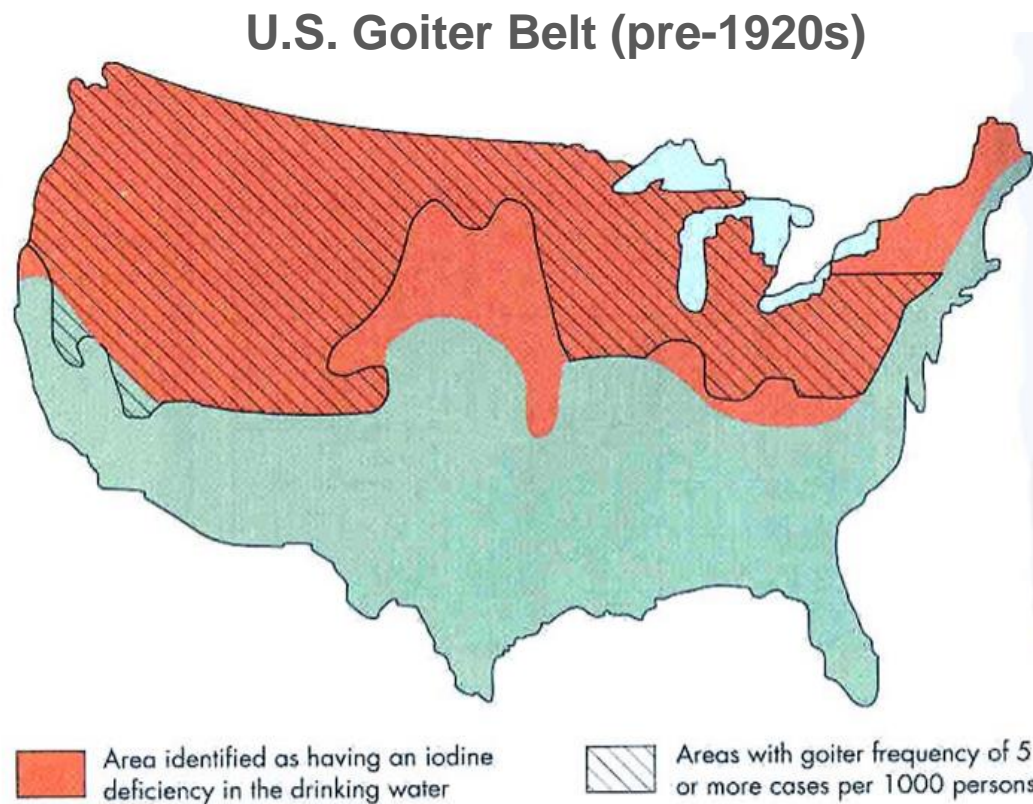 U.S. Goiter Belt (pre-1920s)
Area identified as having an iodine
deficiency in the drinking water
Areas with goiter frequency of 5
or more cases per 1000 persons